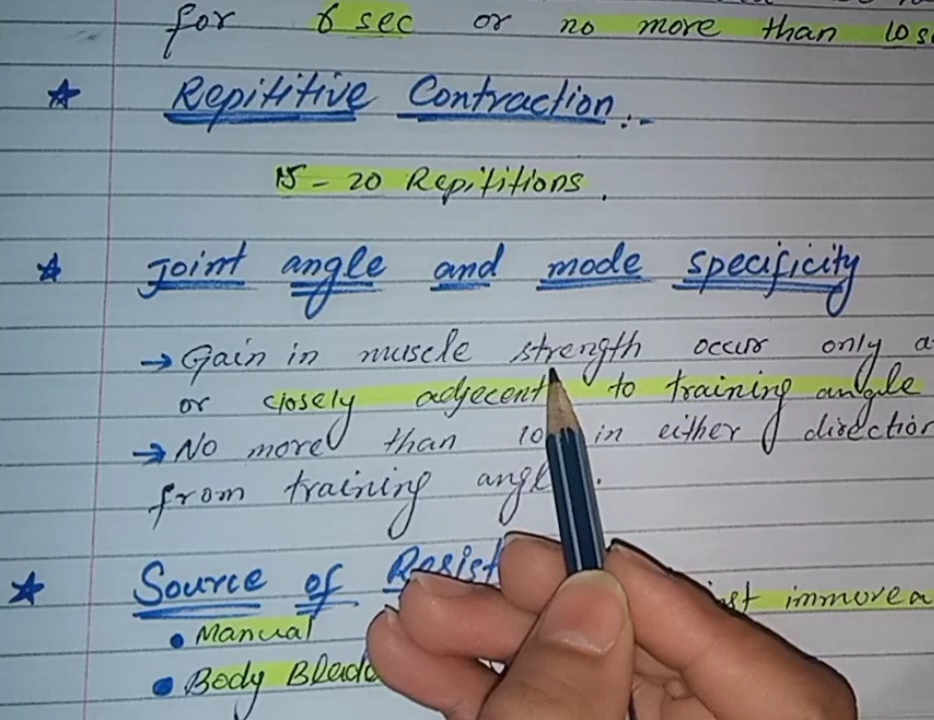 for 6 sec or no more than 10 s
Repititive Contraction :-
15 - 20 Repititions.
Joint angle and mode specificity
→ Gain in muscle strength occur only a
or closely adjecent to training angle
→ No more than 10 in either direction
from training angl
Source of Resist
• Manual
• Body Blade